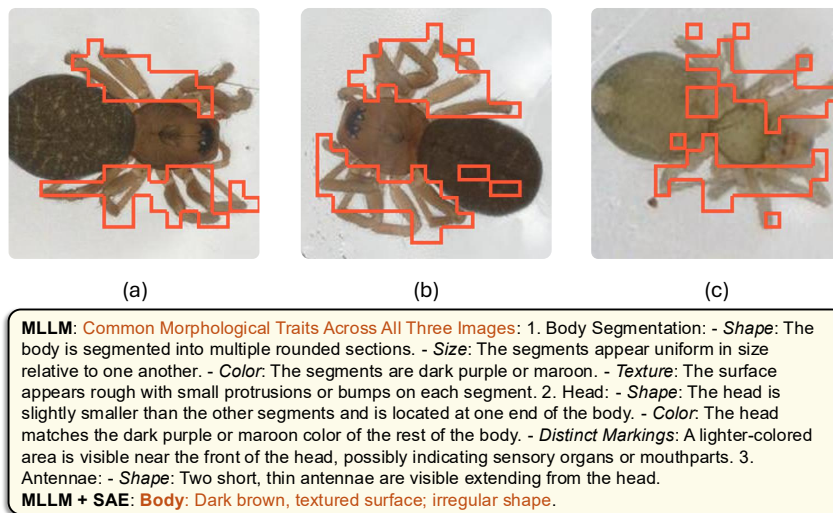 (a)
(b)
(c)
MLLM: Common Morphological Traits Across All Three Images: 1. Body Segmentation: - Shape: The
body is segmented into multiple rounded sections. - Size: The segments appear uniform in size
relative to one another. - Color: The segments are dark purple or maroon. - Texture: The surface
appears rough with small protrusions or bumps on each segment. 2. Head: - Shape: The head is
slightly smaller than the other segments and is located at one end of the body. - Color: The head
matches the dark purple or maroon color of the rest of the body. - Distinct Markings: A lighter-colored
area is visible near the front of the head, possibly indicating sensory organs or mouthparts. 3.
Antennae: - Shape: Two short, thin antennae are visible extending from the head.
MLLM + SAE: Body: Dark brown, textured surface; irregular shape.